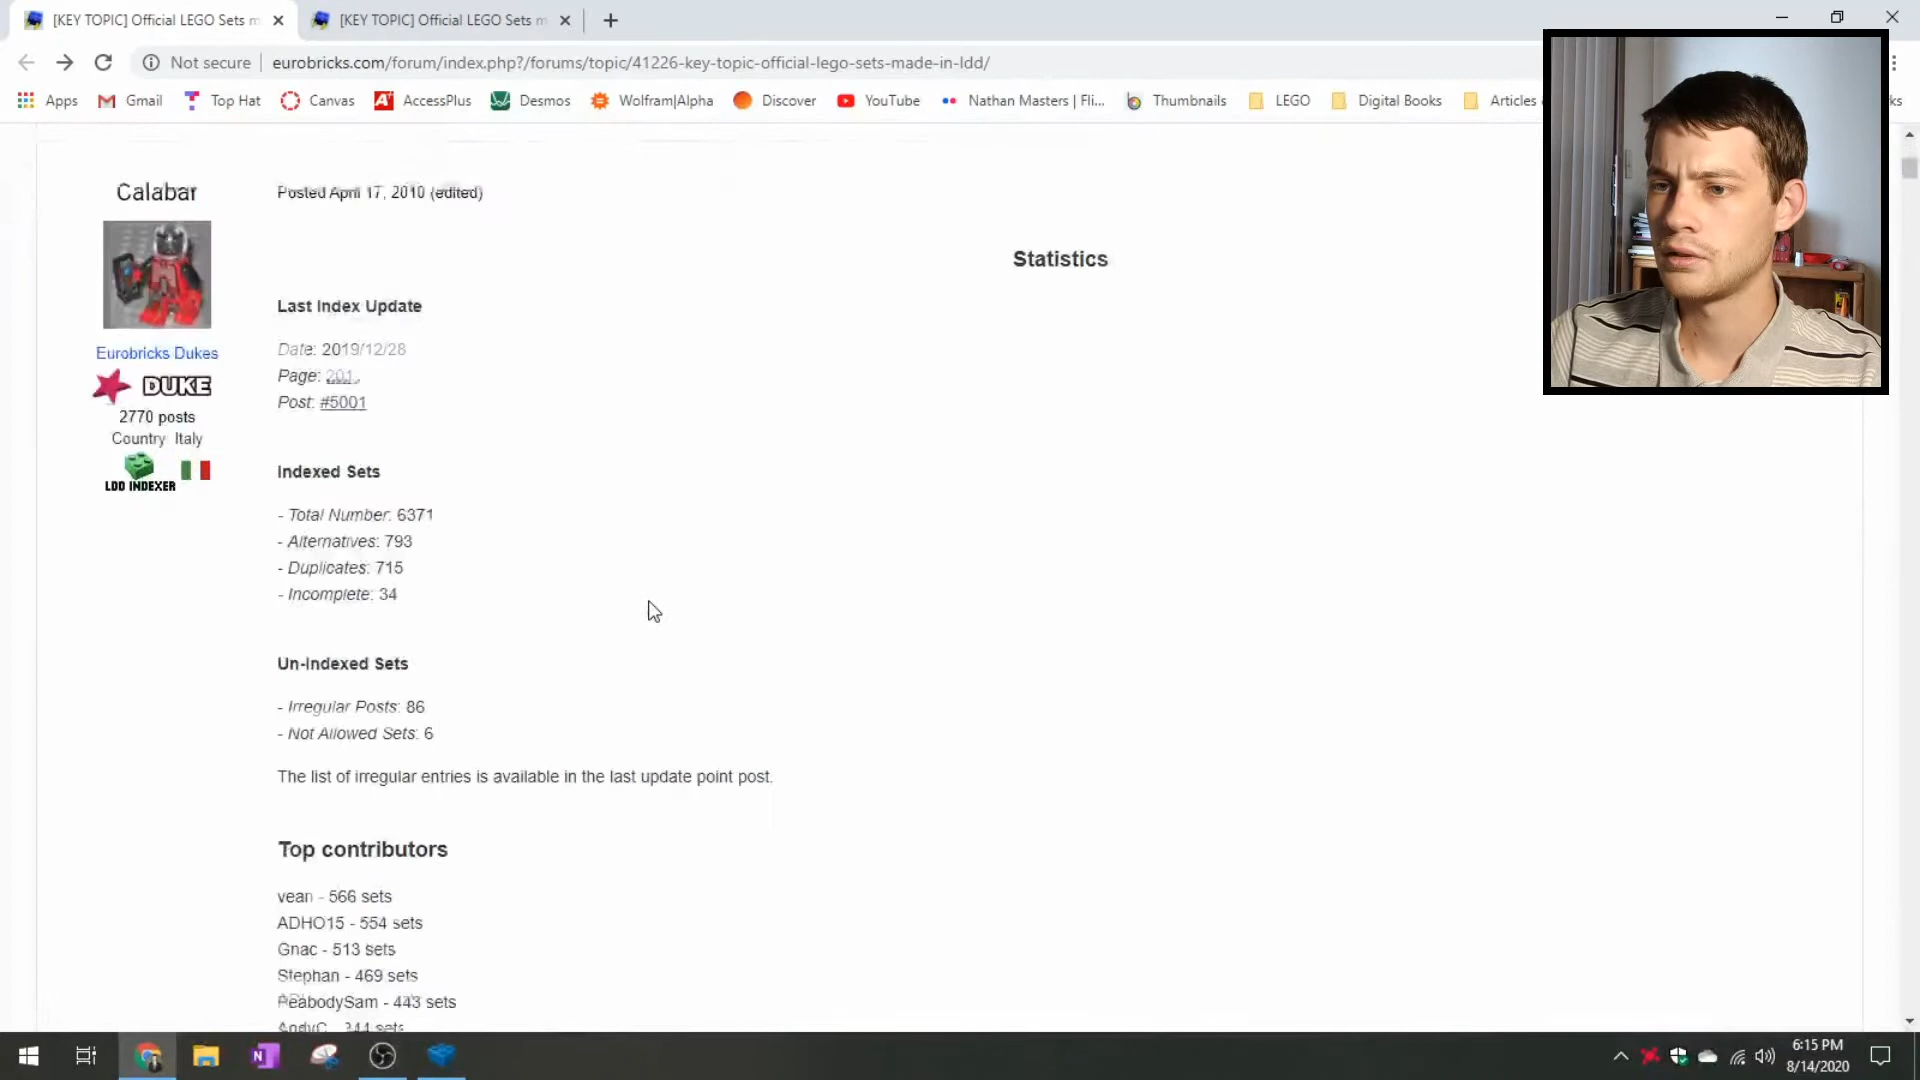 [KEY TOPIC] Official LEGO Sets m
[KEY TOPIC] Official LEGO Sets m
Not secure
eurobricks.com/forum/index.php?/forums/topic/41226-key-topic-official-lego-sets-made-in-ldd/
Apps
Gmail
Top Hat
Canvas
AccessPlus
Desmos
Wolfram|Alpha
Discover
YouTube
Nathan Masters | Fli...
Thumbnails
LEGO
Digital Books
Articles
ks
Calabar
Posted April 17, 2010 (edited)
Statistics
Last Index Update
Date: 2019/12/28
Page: 201
Post: #5001
Eurobricks Dukes
DUKE
2770 posts
Country Italy
LDD INDEXER
Indexed Sets
- Total Number: 6371
- Alternatives: 793
- Duplicates: 715
- Incomplete: 34
Un-Indexed Sets
- Irregular Posts: 86
- Not Allowed Sets: 6
The list of irregular entries is available in the last update point post.
Top contributors
vean - 566 sets
ADHO15 - 554 sets
Gnac - 513 sets
Stephan - 469 sets
PeabodySam - 443 sets
AndyC - 344 sets
6:15 PM
8/14/2020